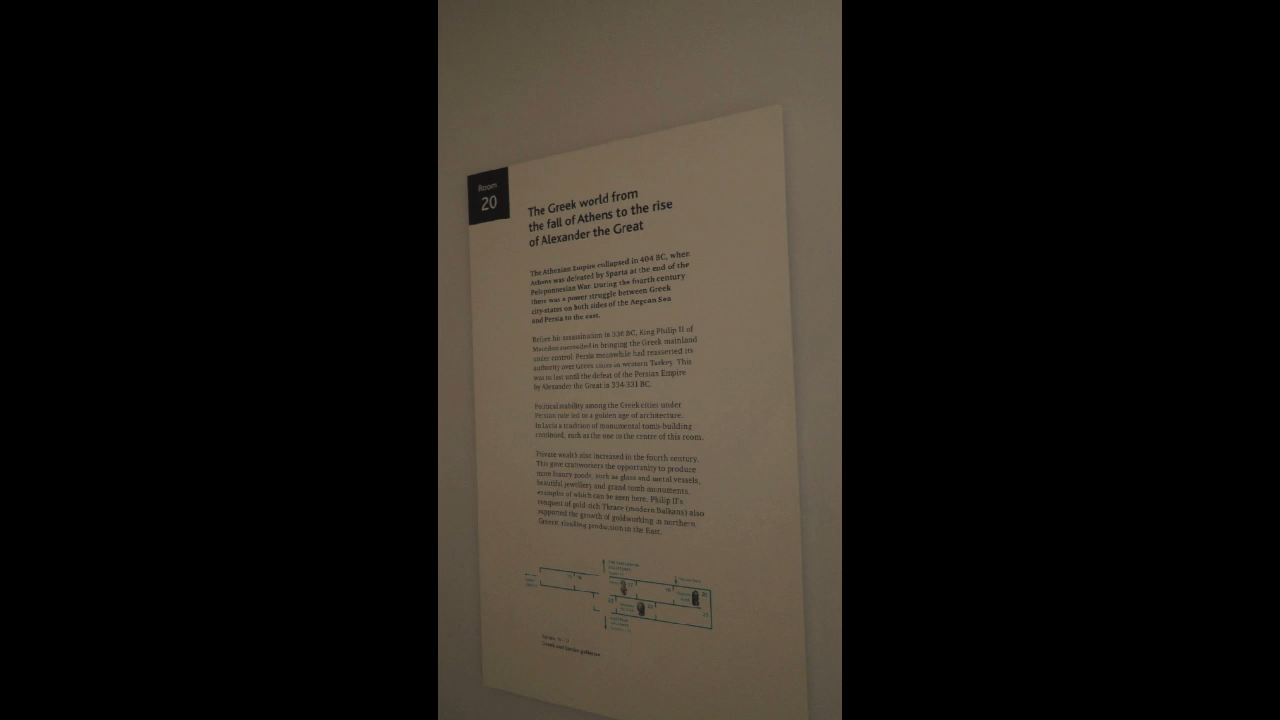 Room
20
The Greek world from
the fall of Athens to the rise
of Alexander the Great
The Athenian Empire collapsed in 404 BC, when
Athens was defeated by Sparta at the end of the
Peloponnesian War. During the fourth century
there was a power struggle between Greek
city-states on both sides of the Aegean Sea
and Persia to the east.
Before his assassination in 336 BC, King Philip II of
Macedon succeeded in bringing the Greek mainland
under control. Persia meanwhile had reasserted its
authority over Greek cities in western Turkey. This
was to last until the defeat of the Persian Empire
by Alexander the Great in 334-331 BC.
Political stability among the Greek cities under
Persian rule led to a golden age of architecture.
In Lycia a tradition of monumental tomb-building
continued, such as the one in the centre of this room.
Private wealth also increased in the fourth century.
This gave craftworkers the opportunity to produce
more luxury goods, such as glass and metal vessels,
beautiful jewellery and grand tomb monuments,
examples of which can be seen here. Philip II's
conquest of gold-rich Thrace (modern Balkans) also
supported the growth of goldworking in northern
Greece, rivalling production in the East.